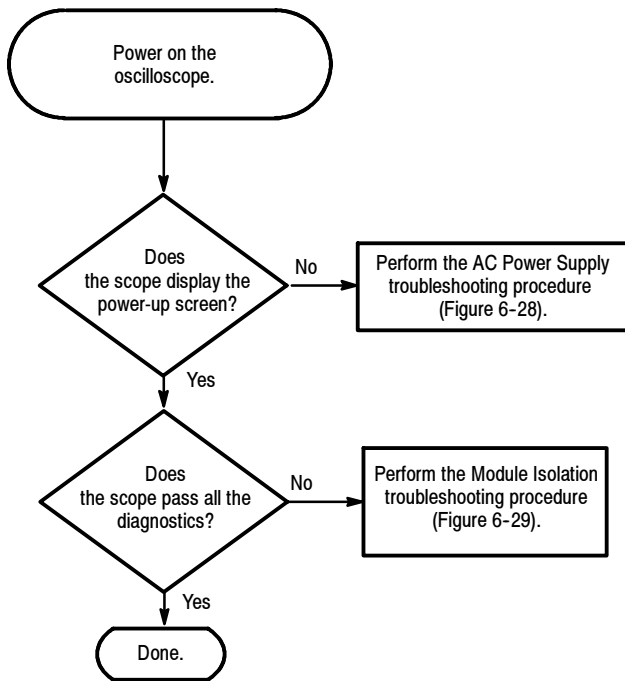 Power on the
oscilloscope.
Does
the scope display the
power-up screen?
No
Perform the AC Power Supply
troubleshooting procedure
(Figure 6-28).
Yes
Does
the scope pass all the
diagnostics?
No
Perform the Module Isolation
troubleshooting procedure
(Figure 6-29).
Yes
Done.